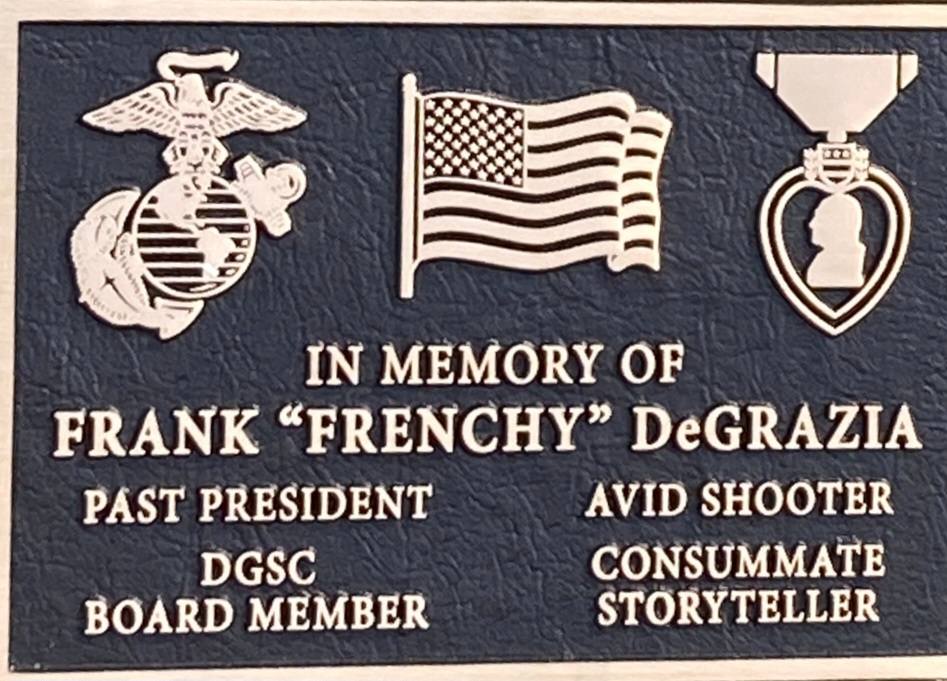 IN MEMORY OF
FRANK “FRENCHY” DeGRAZIA
PAST PRESIDENT
DGSC
BOARD MEMBER
AVID SHOOTER
CONSUMMATE
STORYTELLER